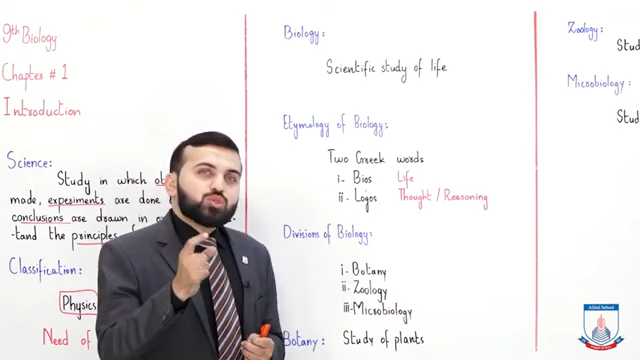 9th Biology
Chapter # 1
Introduction
Science:
Study in which
made, experiments are done
conclusions are drawn in
-tand the principles
Classification:
Physics
Need of
Biology:
Scientific study of life
Etymology of Biology:
Two Greek words
i- Bios Life
ii- Logos Thought / Reasoning
Divisions of Biology:
i- Botany
ii- Zoology
iii- Microbiology
Botany: Study of plants
Zoology:
Stud
Microbiology:
Stud
Allied School